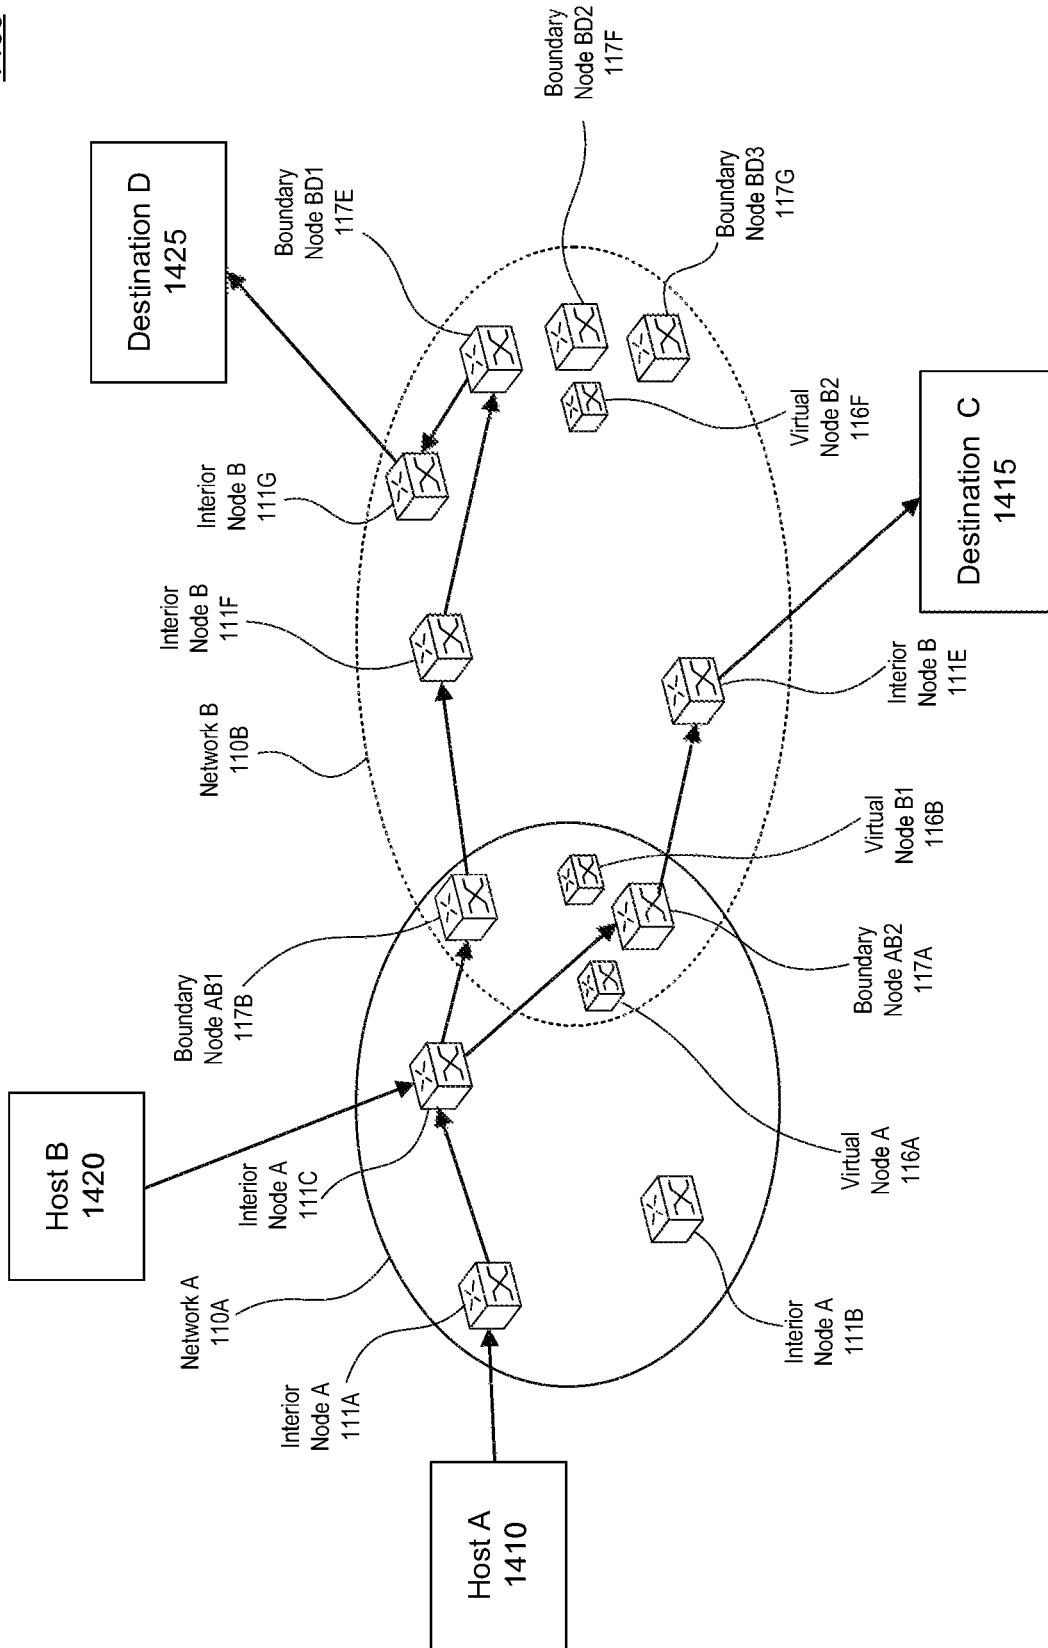 Host B
1420
Destination D
1425
Network A
110A
Interior
Node A
111A
Interior
Node A
111C
Boundary
Node AB1
117B
Network B
110B
Interior
Node B
111F
Interior
Node B
111G
Boundary
Node BD1
117E
Boundary
Node BD2
117F
Boundary
Node BD3
117G
Host A
1410
Interior
Node A
111B
Virtual
Node A
116A
Boundary
Node AB2
117A
Virtual
Node B1
116B
Interior
Node B
111E
Virtual
Node B2
116F
Destination C
1415